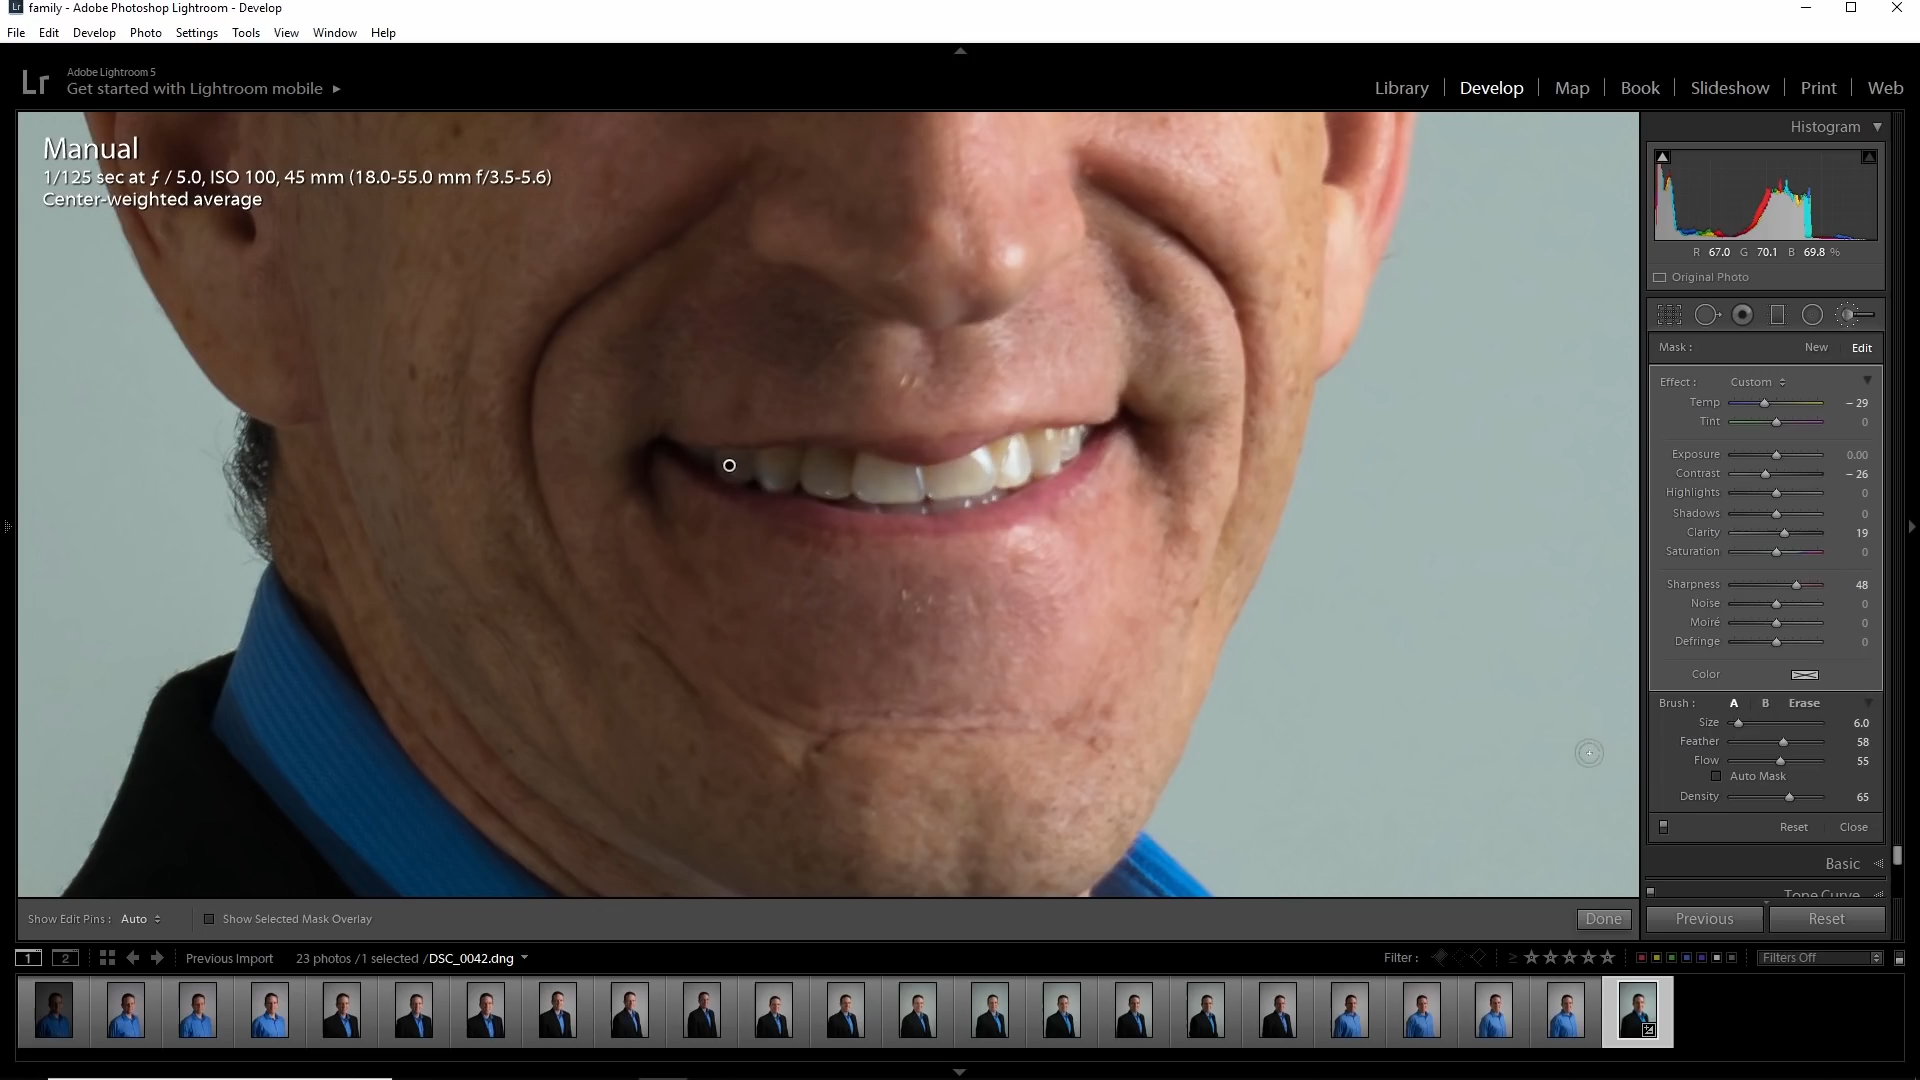 Lr family - Adobe Photoshop Lightroom - Develop
File Edit Develop Photo Settings Tools View Window Help
Lr
Adobe Lightroom 5
Get started with Lightroom mobile
Library Develop Map Book Slideshow Print Web
Manual
1/125 sec at ƒ / 5.0, ISO 100, 45 mm (18.0-55.0 mm f/3.5-5.6)
Center-weighted average
Histogram
R 67.0 G 70.1 B 69.8 %
Original Photo
Mask : New Edit
Effect : Custom
Temp – 29
Tint 0
Exposure 0.00
Contrast – 26
Highlights 0
Shadows 0
Clarity 19
Saturation 0
Sharpness 48
Noise 0
Moiré 0
Defringe 0
Color
Brush : A B Erase
Size 6.0
Feather 58
Flow 55
Auto Mask
Density 65
Reset Close
Basic
Tone Curve
Show Edit Pins : Auto Show Selected Mask Overlay Done
Previous Reset
1 2 Previous Import 23 photos /1 selected /DSC_0042.dng Filter : ≥ Filters Off